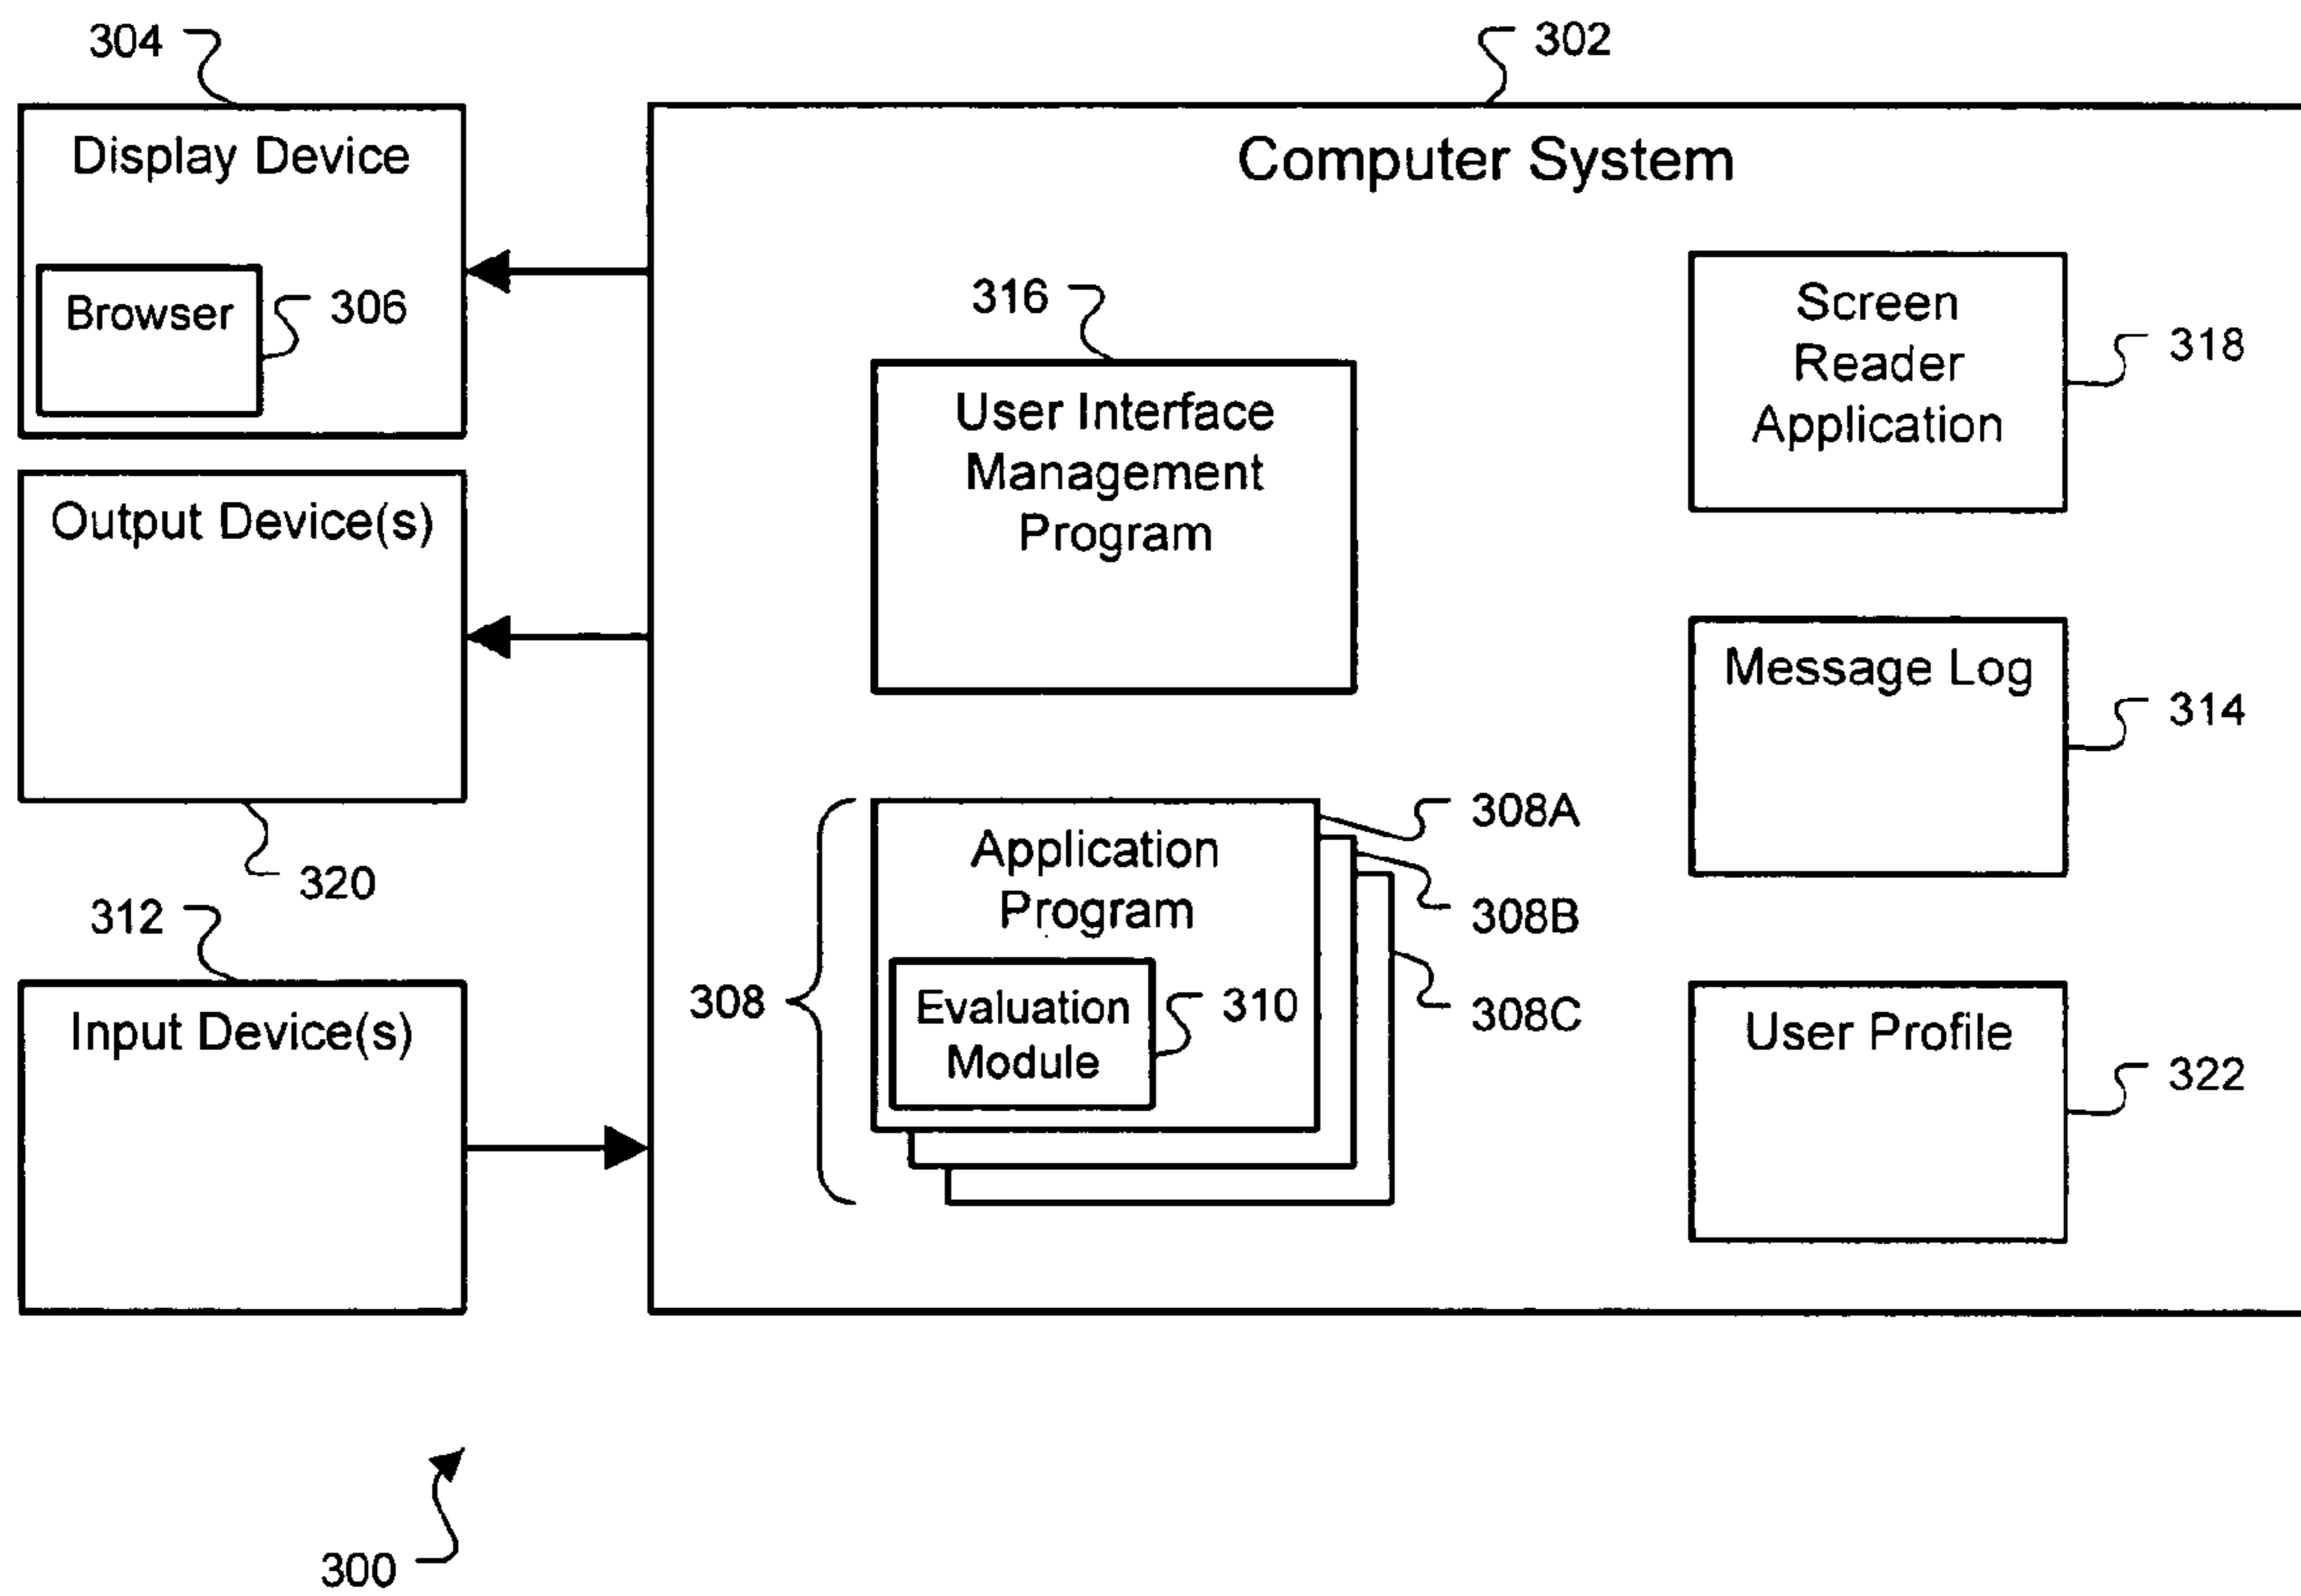 304
302
Display Device
Computer System
Browser
306
316
Screen
Reader
Application
318
User Interface
Management
Program
Output Device(s)
Message Log
314
320
308A
Application
Program
308B
308
308C
Evaluation
Module
310
312
Input Device(s)
User Profile
322
300